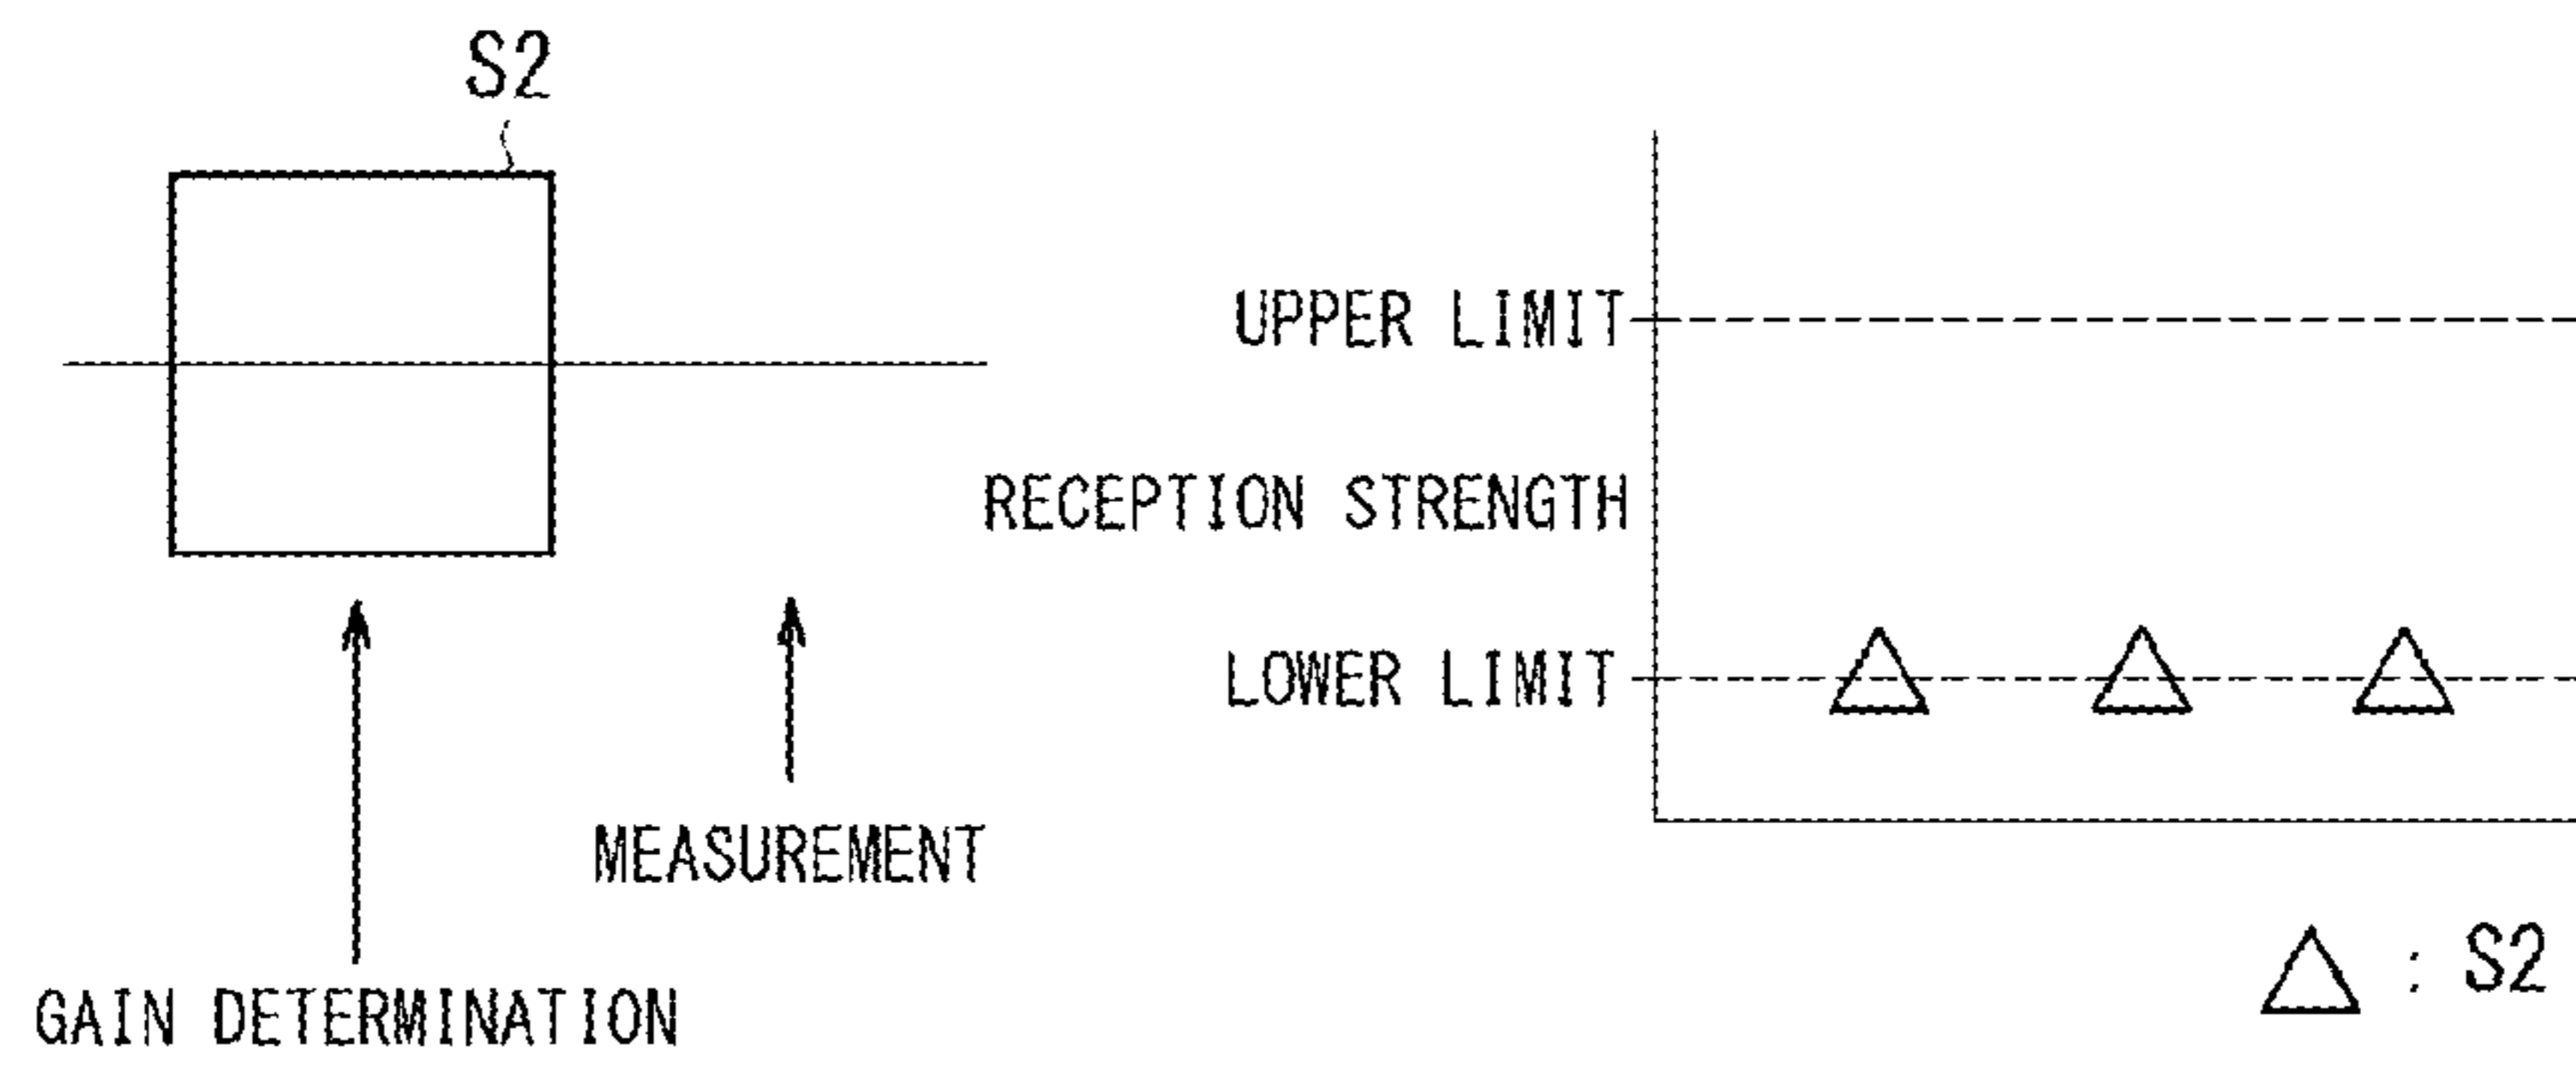 S2
UPPER LIMIT
RECEPTION STRENGTH
LOWER LIMIT
MEASUREMENT
GAIN DETERMINATION
△ : S2